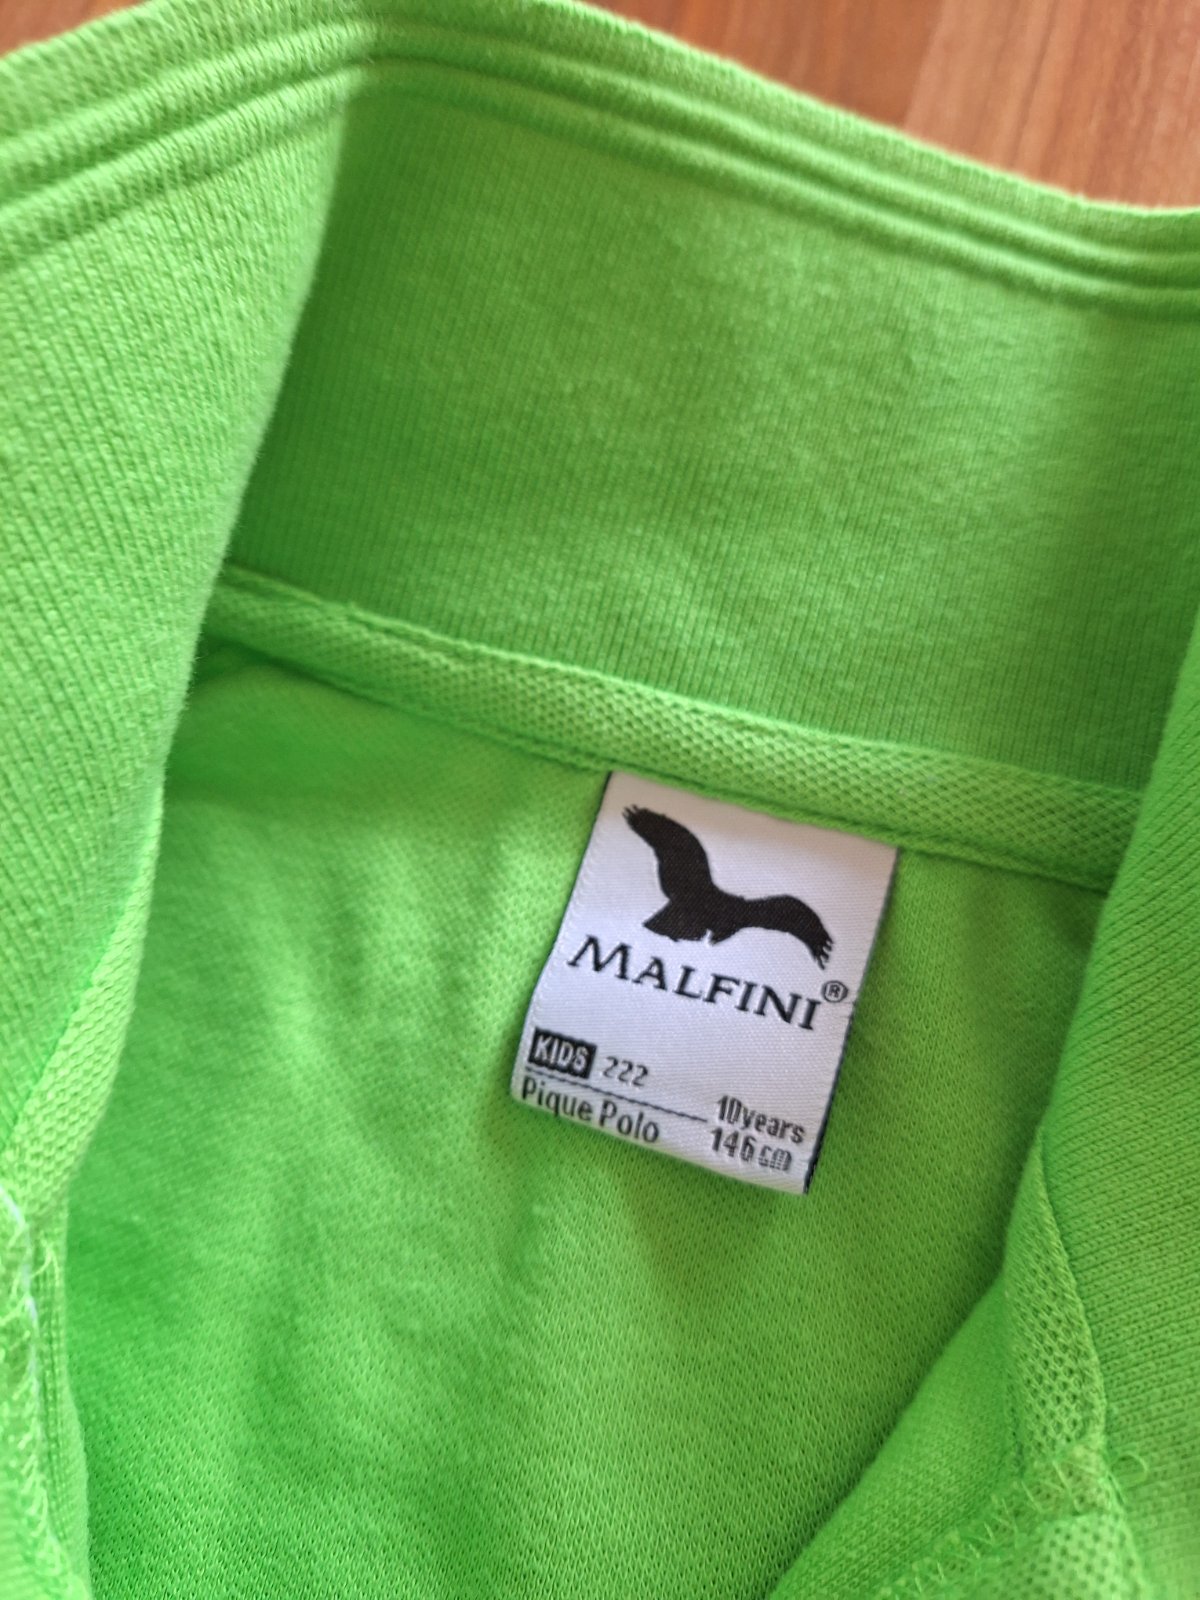 MALFINI®
KIDS 222
Pique Polo
10years
146cm